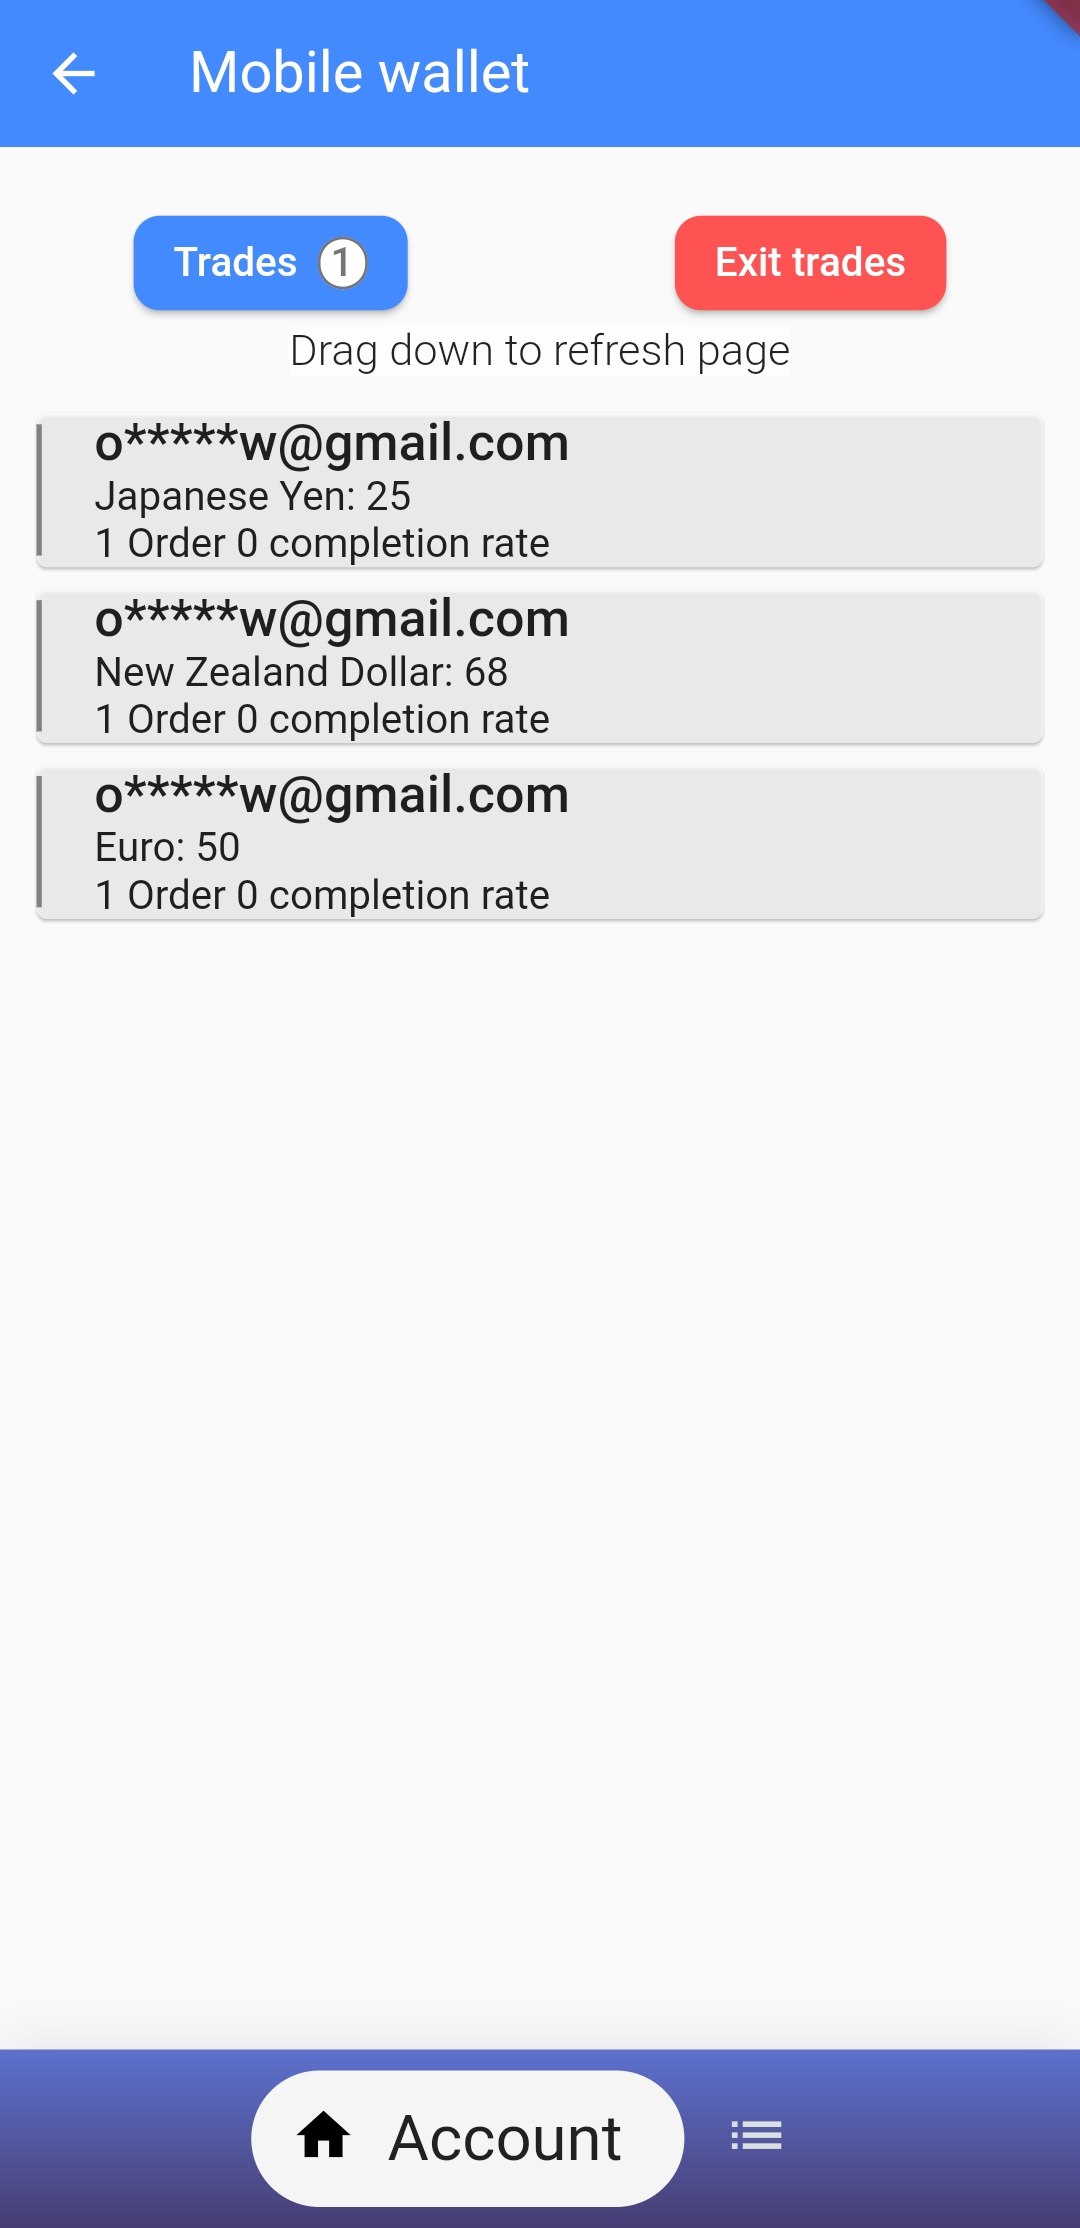 Mobile wallet
Trades 1
Exit trades
Drag down to refresh page
o*****w@gmail.com
Japanese Yen: 25
1 Order 0 completion rate
o*****w@gmail.com
New Zealand Dollar: 68
1 Order 0 completion rate
o*****w@gmail.com
Euro: 50
1 Order 0 completion rate
Account